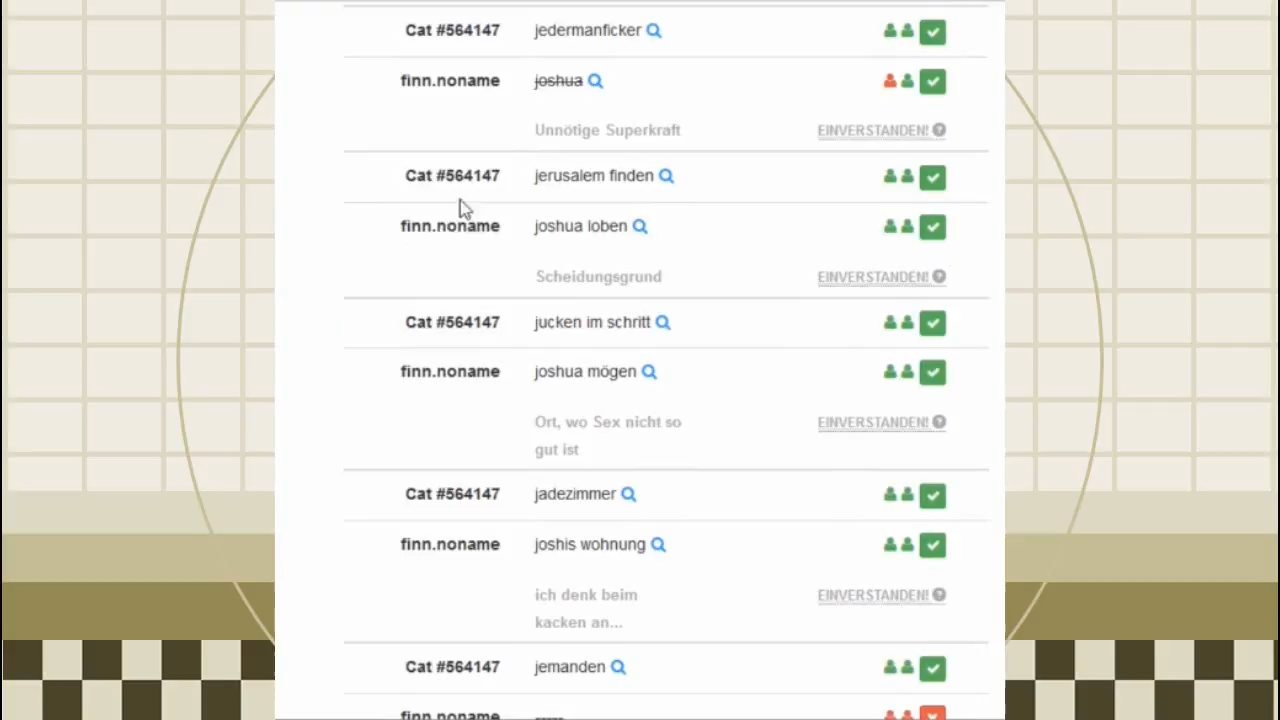 Cat #564147 jedermanficker
finn.noname joshua
Unnötige Superkraft EINVERSTANDEN!
Cat #564147 jerusalem finden
finn.noname joshua loben
Scheidungsgrund EINVERSTANDEN!
Cat #564147 jucken im schritt
finn.noname joshua mögen
Ort, wo Sex nicht so EINVERSTANDEN!
gut ist
Cat #564147 jadezimmer
finn.noname joshis wohnung
ich denk beim EINVERSTANDEN!
kacken an...
Cat #564147 jemanden
finn.noname -----